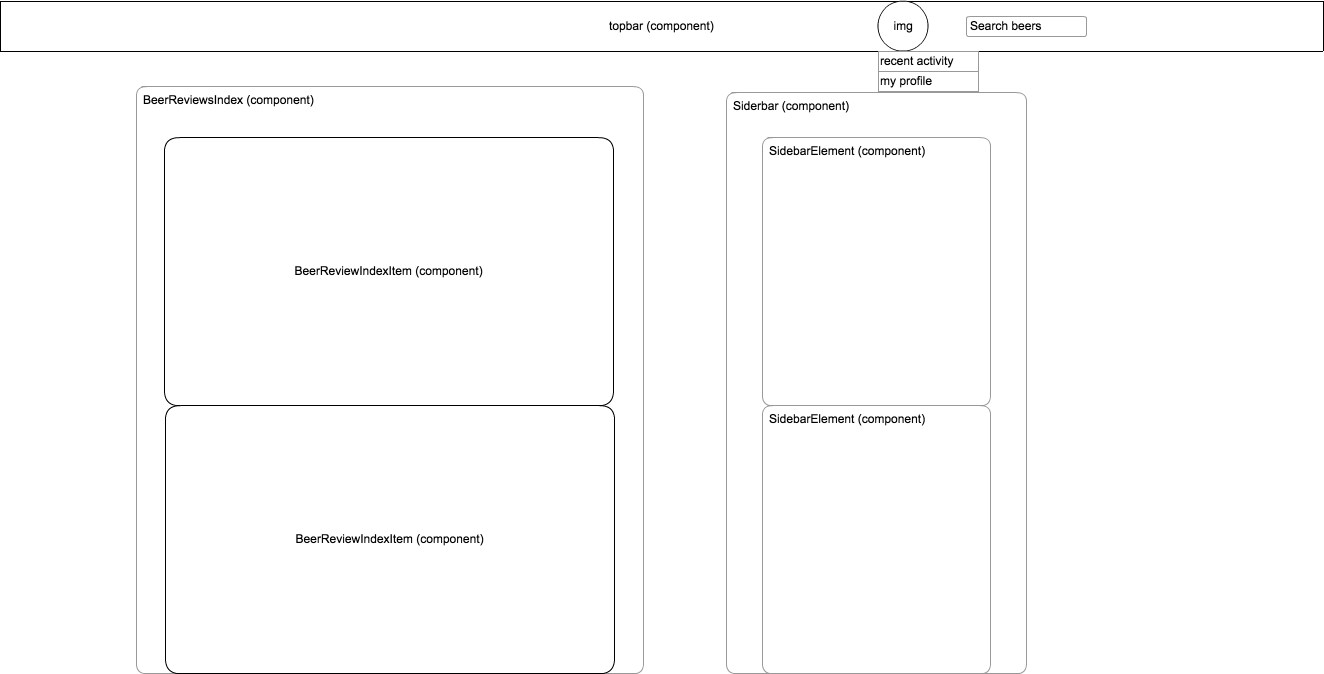 topbar (component)
img
Search beers
recent activity
my profile
BeerReviewsIndex (component)
BeerReviewIndexItem (component)
BeerReviewIndexItem (component)
Siderbar (component)
SidebarElement (component)
SidebarElement (component)